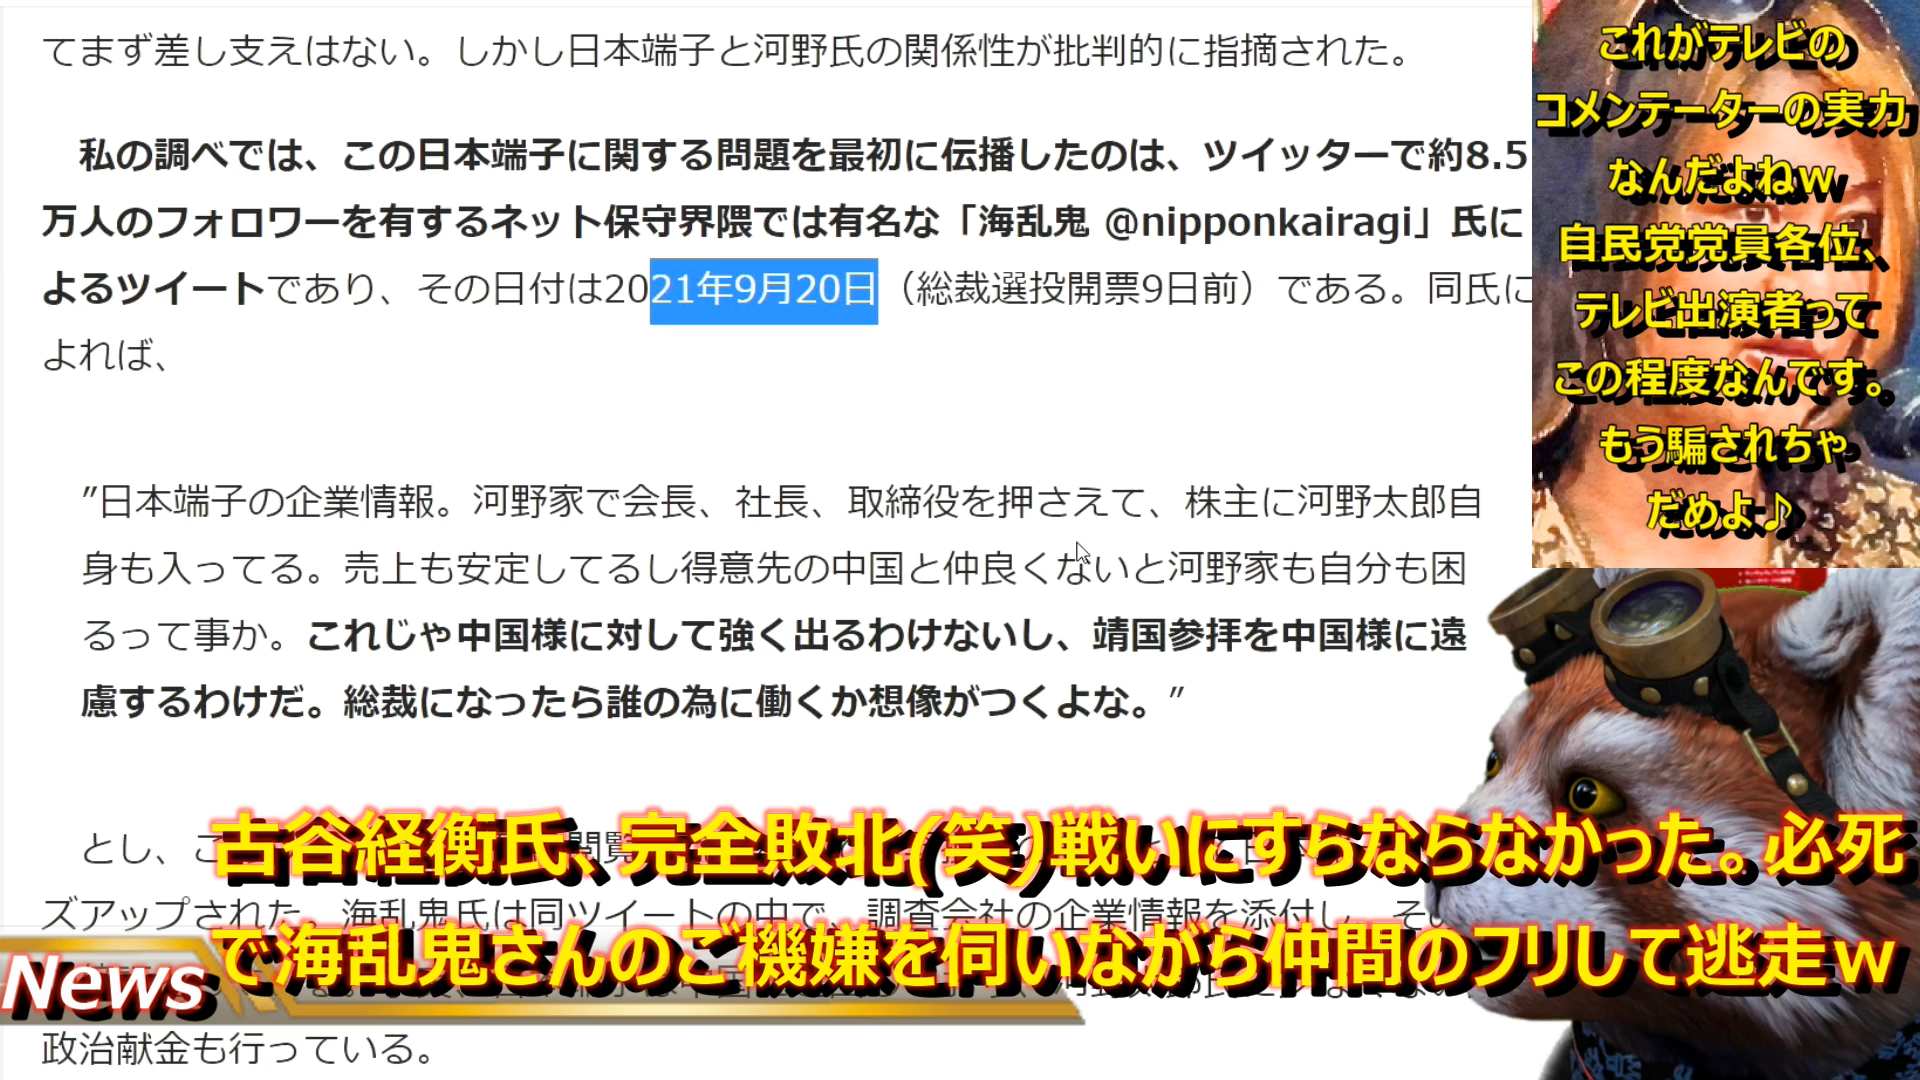 てまず差し支えはない。しかし日本端子と河野氏の関係性が批判的に指摘された。
私の調べでは、この日本端子に関する問題を最初に伝播したのは、ツイッターで約8.5
万人のフォロワーを有するネット保守界隈では有名な「海乱鬼 @nipponkairagi」氏に
よるツイートであり、その日付は2021年9月20日（総裁選投開票9日前）である。同氏に
よれば、
”日本端子の企業情報。河野家で会長、社長、取締役を押さえて、株主に河野太郎自
身も入ってる。売上も安定してるし得意先の中国と仲良くないと河野家も自分も困
るって事か。これじゃ中国様に対して強く出るわけないし、靖国参拝を中国様に遠
慮するわけだ。総裁になったら誰の為に働くか想像がつくよな。”
とし、こ
ズアップされた。海乱鬼氏は同ツイートの中で、調査会社の企業情報を添付し、その
政治献金も行っている。
これがテレビの
コメンテーターの実力
なんだよねw
自民党党員各位、
テレビ出演者って
この程度なんです。
もう騙されちゃ
だめよ♪
古谷経衡氏、完全敗北(笑)戦いにすらならなかった。必死
で海乱鬼さんのご機嫌を伺いながら仲間のフリして逃走w
News